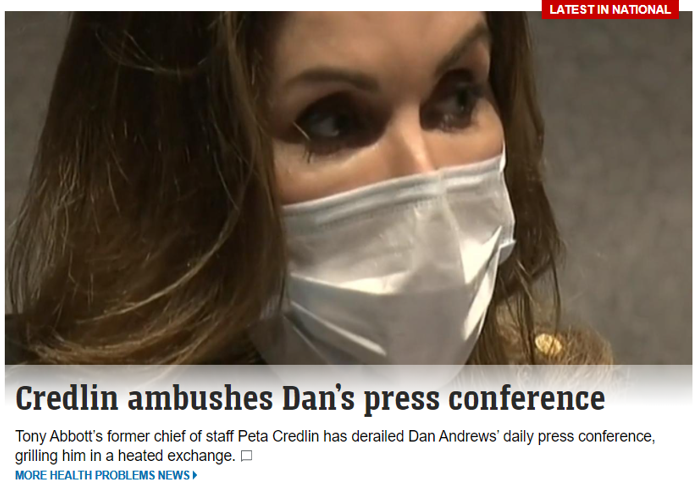 LATEST IN NATIONAL
Credlin ambushes Dan's press conference
Tony Abbott's former chief of staff Peta Credlin has derailed Dan Andrews' daily press conference,
grilling him in a heated exchange.
MORE HEALTH PROBLEMS NEWS